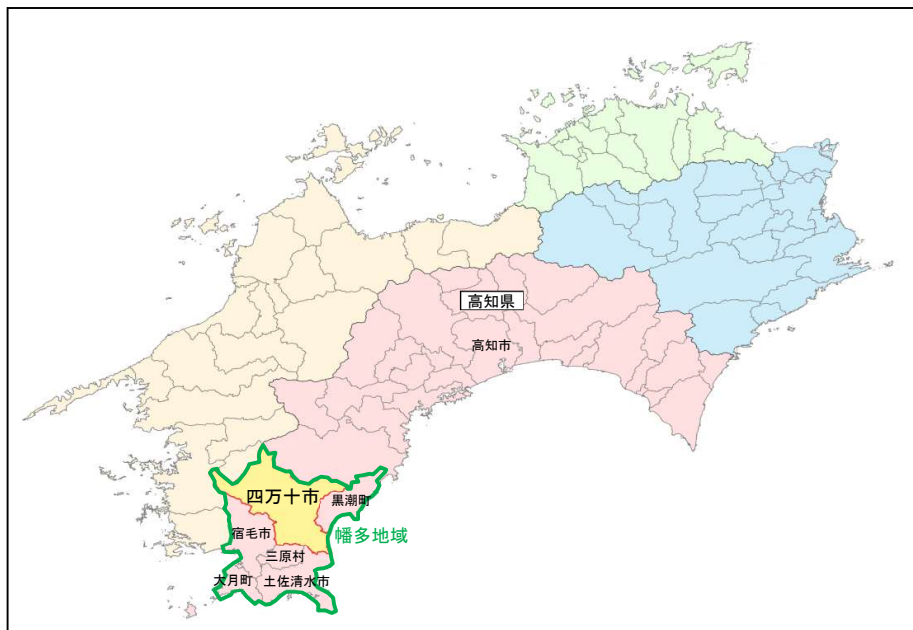 高知県
高知市
四万十市
黒潮町
宿毛市
幡多地域
三原村
大月町
土佐清水市